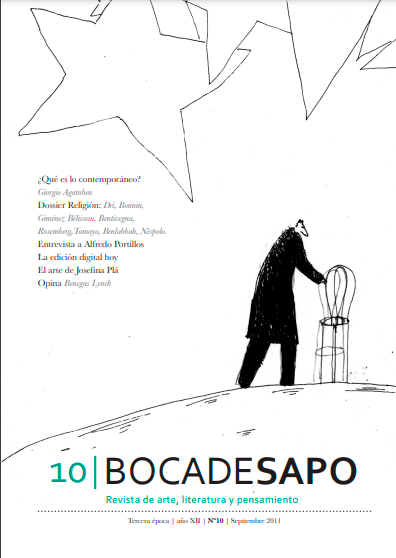 ¿Qué es lo contemporáneo?
Giorgio Agamben
Dossier Religión: Dri, Bonnin,
Giménez Béliveau, Bentivegna,
Rosemberg, Tamayo, Benlabbah, Néspolo.
Entrevista a Alfredo Portillos
La edición digital hoy
El arte de Josefina Plá
Opina Benegas Lynch
10|BOCADESAPO
Revista de arte, literatura y pensamiento
Tercera época | año XII | Nº10 | Septiembre 2011